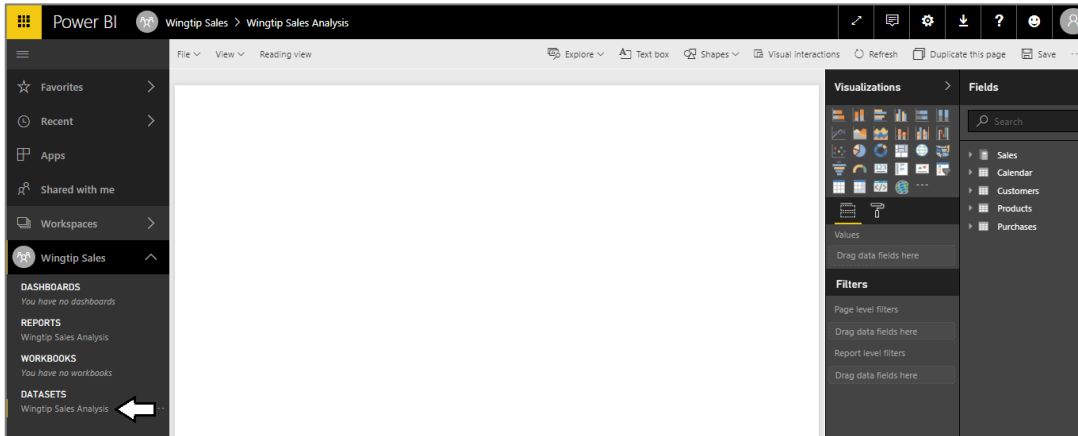 Power BI Wingtip Sales > Wingtip Sales Analysis ?
File View Reading view Explore A Text box Shapes Visual interactions Refresh Duplicate this page Save ...
Favorites
Recent
Apps
Shared with me
Workspaces
Wingtip Sales
DASHBOARDS
You have no dashboards
REPORTS
Wingtip Sales Analysis
WORKBOOKS
You have no workbooks
DATASETS
Wingtip Sales Analysis ...
Visualizations
Values
Drag data fields here
Filters
Page level filters
Drag data fields here
Report level filters
Drag data fields here
Fields
Search
Sales
Calendar
Customers
Products
Purchases